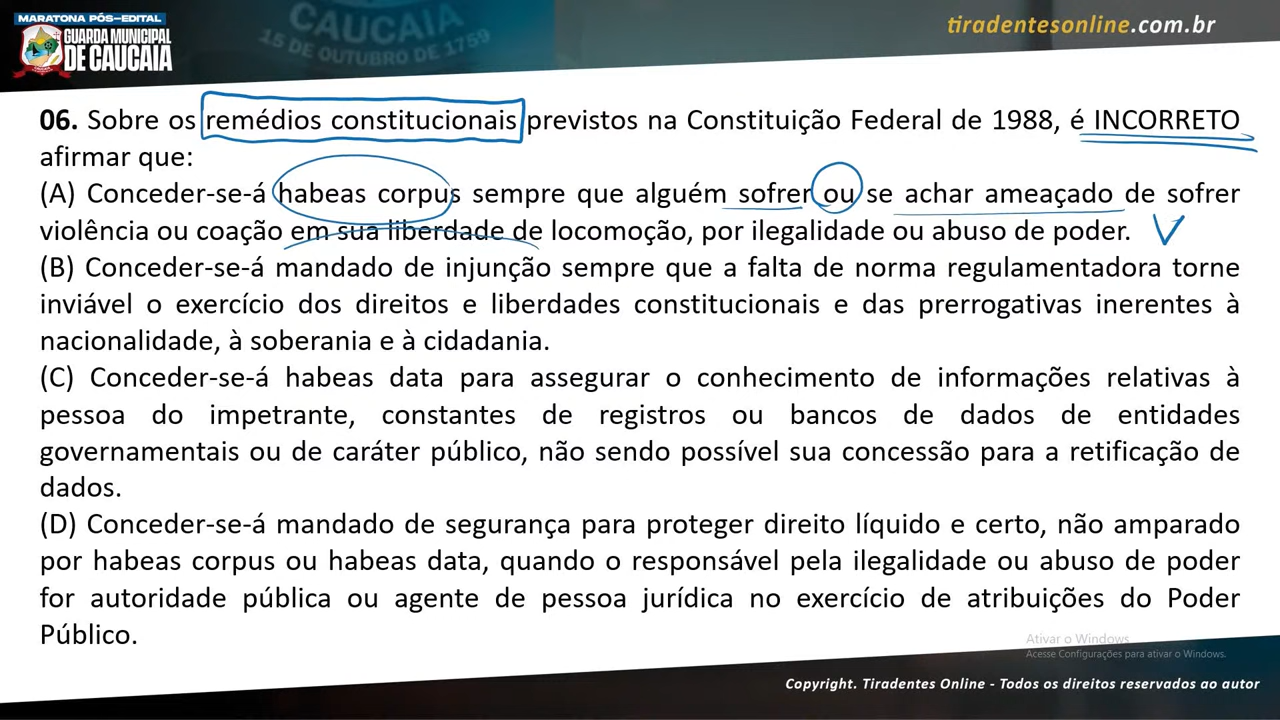 MARATONA PÓS-EDITAL
GUARDA MUNICIPAL
DE CAUCAIA
CAUCAIA
15 DE OUTUBRO DE 1759
tiradentesonline.com.br
06. Sobre os remédios constitucionais previstos na Constituição Federal de 1988, é INCORRETO
afirmar que:
(A) Conceder-se-á habeas corpus sempre que alguém sofrer ou se achar ameaçado de sofrer
violência ou coação em sua liberdade de locomoção, por ilegalidade ou abuso de poder. V
(B) Conceder-se-á mandado de injunção sempre que a falta de norma regulamentadora torne
inviável o exercício dos direitos e liberdades constitucionais e das prerrogativas inerentes à
nacionalidade, à soberania e à cidadania.
(C) Conceder-se-á habeas data para assegurar o conhecimento de informações relativas à
pessoa do impetrante, constantes de registros ou bancos de dados de entidades
governamentais ou de caráter público, não sendo possível sua concessão para a retificação de
dados.
(D) Conceder-se-á mandado de segurança para proteger direito líquido e certo, não amparado
por habeas corpus ou habeas data, quando o responsável pela ilegalidade ou abuso de poder
for autoridade pública ou agente de pessoa jurídica no exercício de atribuições do Poder
Público.
Ativar o Windows
Acesse Configurações para ativar o Windows.
Copyright. Tiradentes Online - Todos os direitos reservados ao autor